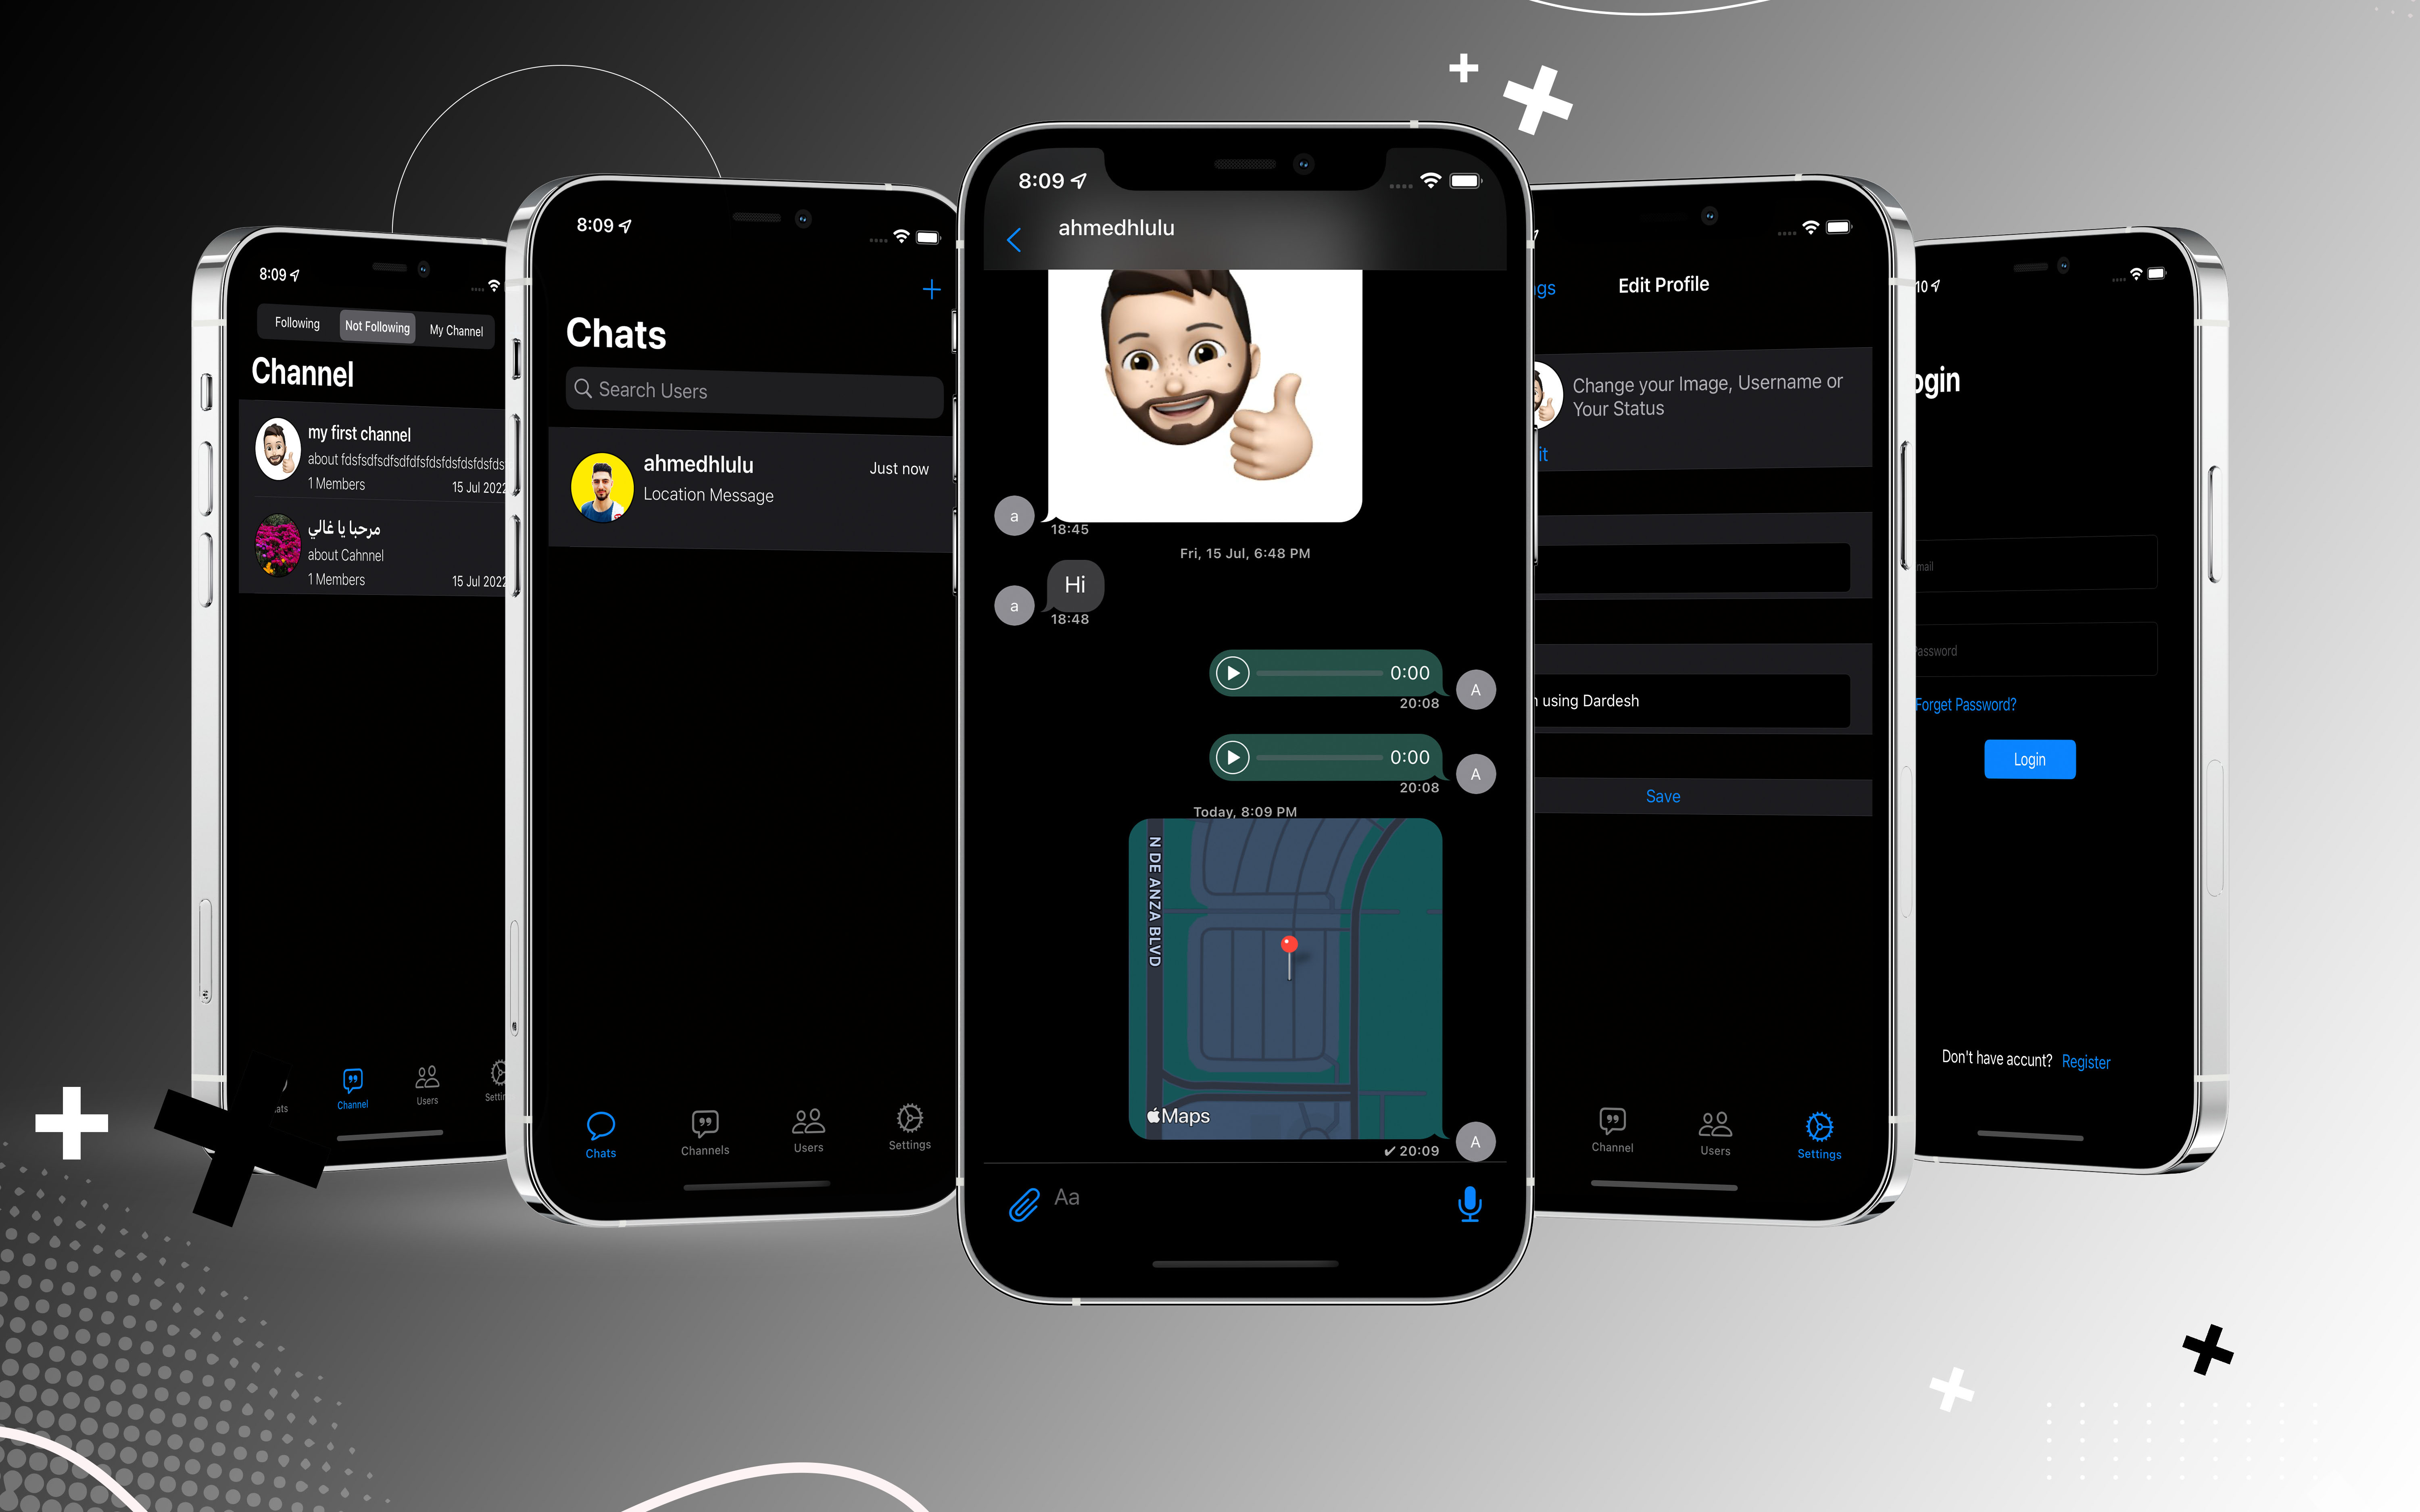 8:09
Following
Not Following
My Channel
Channel
my first channel
about fdsfsdfsdfsdfdfsfdsfdsfdsfdsfds
1 Members
15 Jul 2022
مرحبا يا غالي
about Cahnnel
1 Members
15 Jul 2022
ats
Channel
Users
Settin
8:09
Chats
Search Users
ahmedhlulu
Just now
Location Message
Chats
Channels
Users
Settings
8:09
ahmedhlulu
a
18:45
Fri, 15 Jul, 6:48 PM
Hi
a
18:48
0:00
A
20:08
0:00
A
20:08
Today, 8:09 PM
N DE ANZA BLVD
Maps
20:09
A
Aa
gs
Edit Profile
Change your Image, Username or
Your Status
it
using Dardesh
Save
Channel
Users
Settings
10
ogin
mail
Password
Forget Password?
Login
Don't have accunt? Register